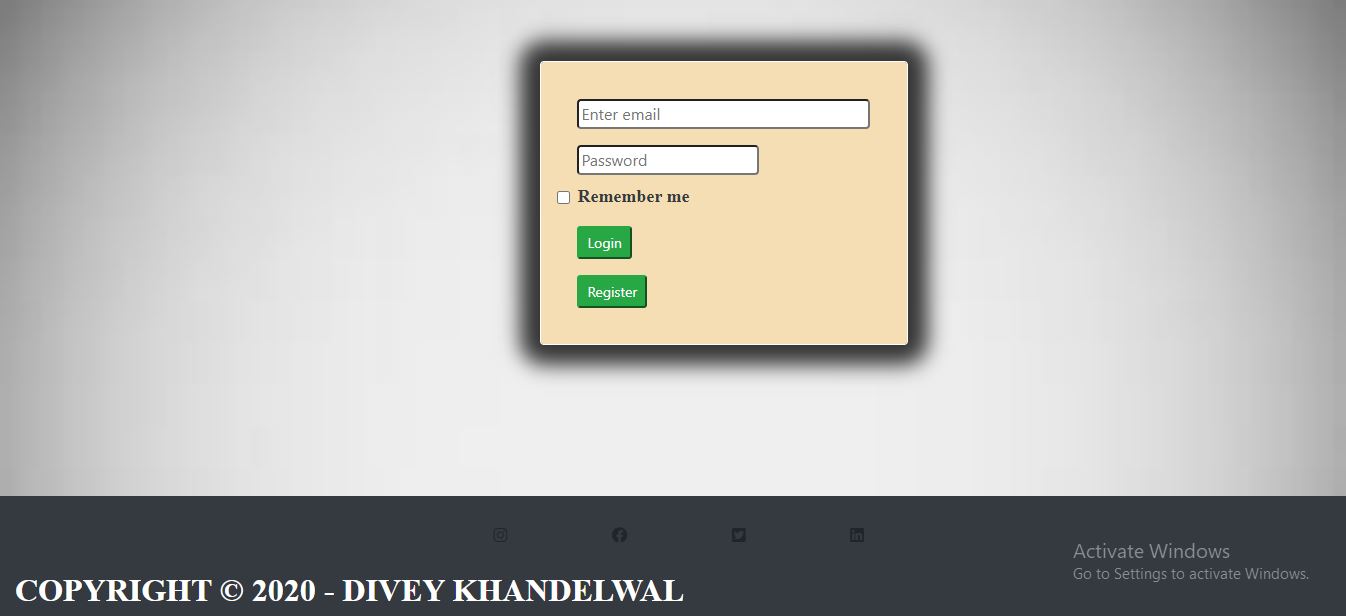 Enter email
Password
Remember me
Login
Register
Activate Windows
Go to Settings to activate Windows.
COPYRIGHT © 2020 - DIVEY KHANDELWAL